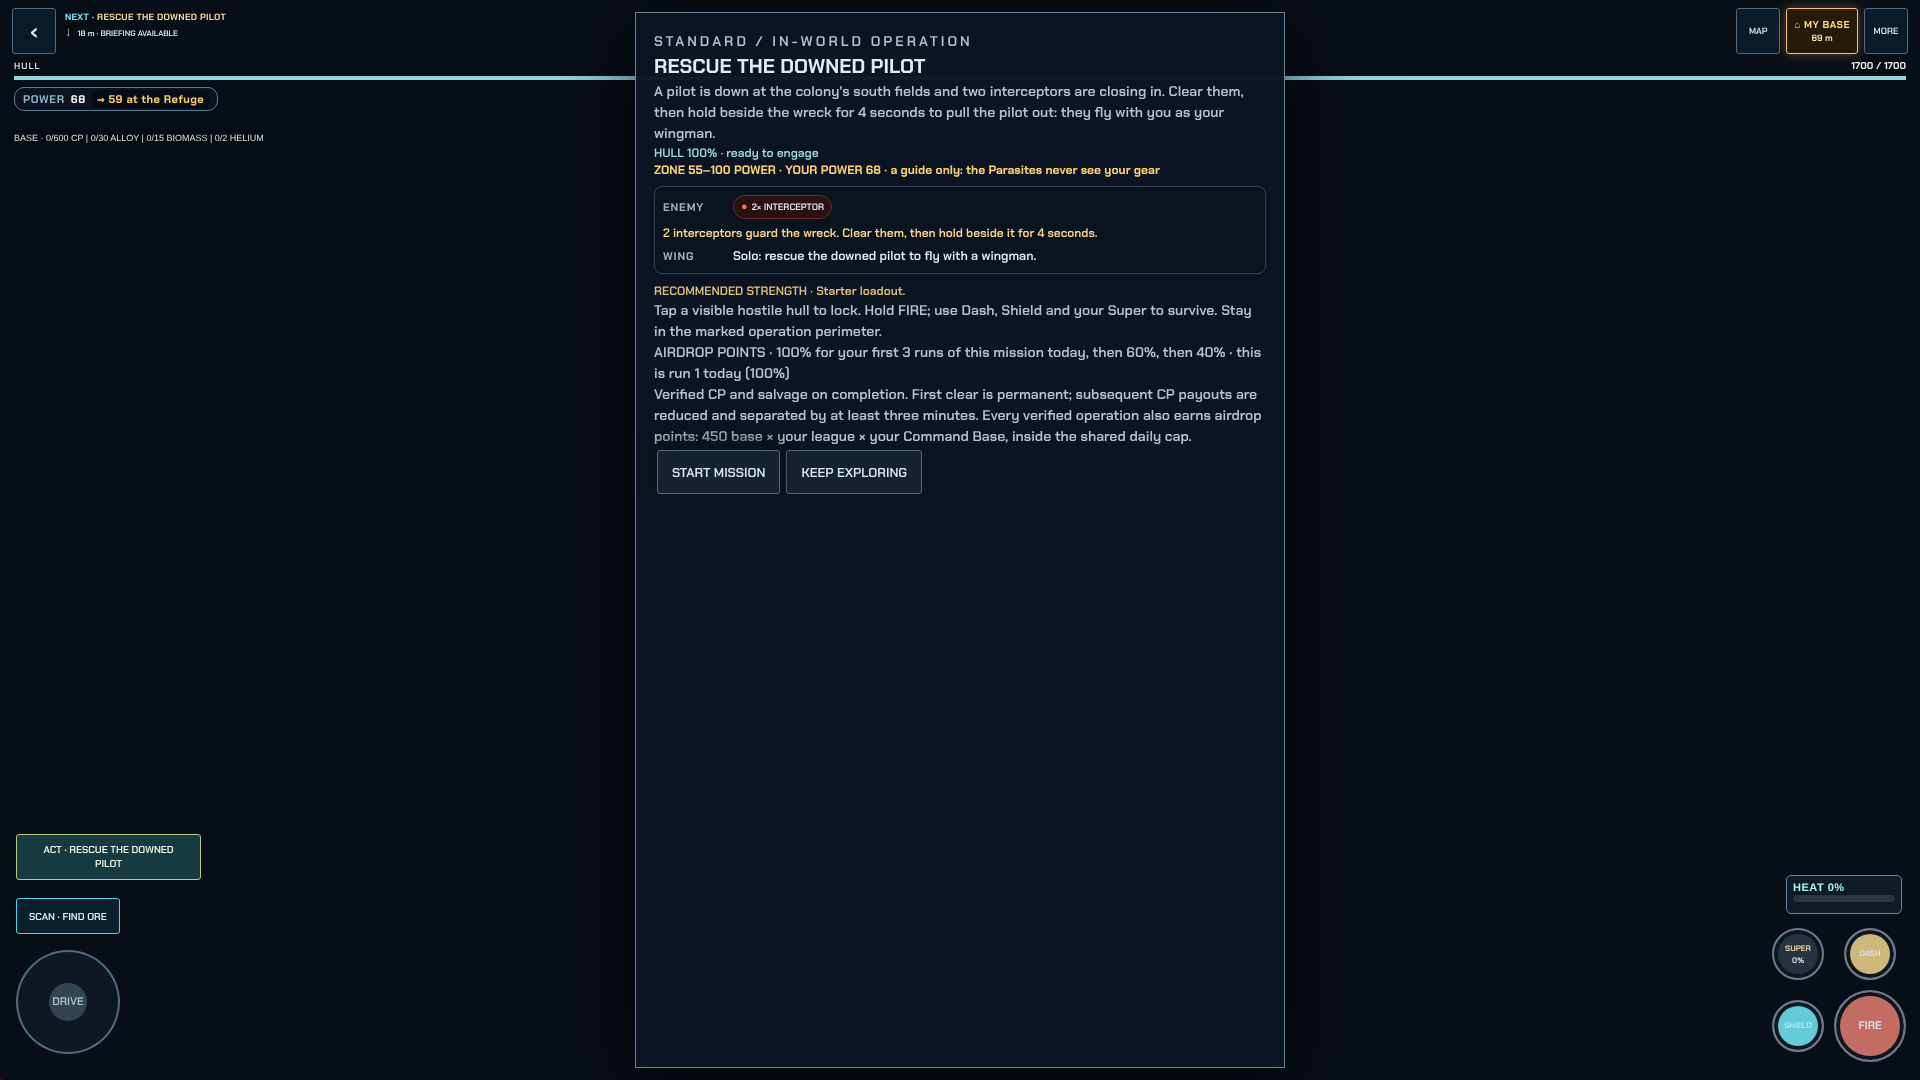 ‹
NEXT · RESCUE THE DOWNED PILOT
↓ 18 m · BRIEFING AVAILABLE
MAP
⌂ MY BASE
69 m
MORE
HULL
1700 / 1700
POWER 68 → 59 at the Refuge
BASE · 0/600 CP | 0/30 ALLOY | 0/15 BIOMASS | 0/2 HELIUM
STANDARD / IN-WORLD OPERATION
RESCUE THE DOWNED PILOT
A pilot is down at the colony's south fields and two interceptors are closing in. Clear them,
then hold beside the wreck for 4 seconds to pull the pilot out: they fly with you as your
wingman.
HULL 100% · ready to engage
ZONE 55–100 POWER · YOUR POWER 68 · a guide only: the Parasites never see your gear
ENEMY
2× INTERCEPTOR
2 interceptors guard the wreck. Clear them, then hold beside it for 4 seconds.
WING
Solo: rescue the downed pilot to fly with a wingman.
RECOMMENDED STRENGTH · Starter loadout.
Tap a visible hostile hull to lock. Hold FIRE; use Dash, Shield and your Super to survive. Stay
in the marked operation perimeter.
AIRDROP POINTS · 100% for your first 3 runs of this mission today, then 60%, then 40% · this
is run 1 today (100%)
Verified CP and salvage on completion. First clear is permanent; subsequent CP payouts are
reduced and separated by at least three minutes. Every verified operation also earns airdrop
points: 450 base × your league × your Command Base, inside the shared daily cap.
START MISSION
KEEP EXPLORING
ACT · RESCUE THE DOWNED
PILOT
SCAN · FIND ORE
DRIVE
HEAT 0%
SUPER
0%
DASH
SHIELD
FIRE